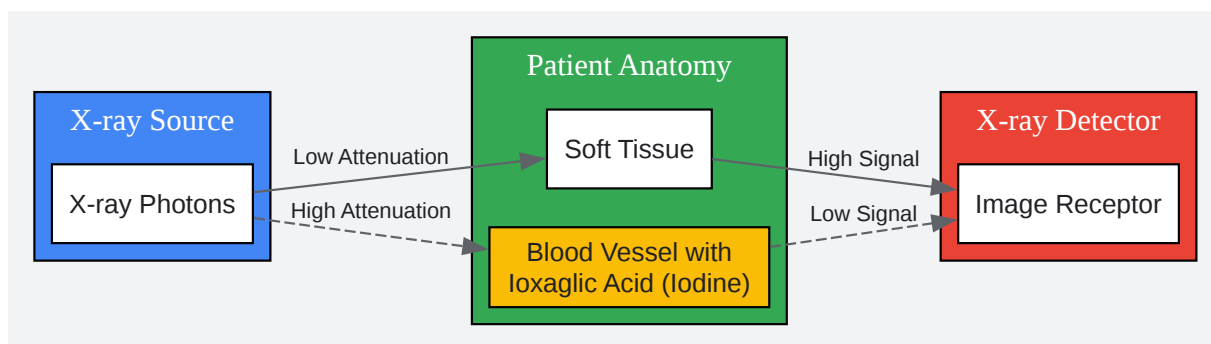 X-ray Source
X-ray Photons
Low Attenuation
High Attenuation
Patient Anatomy
Soft Tissue
Blood Vessel with
Ioxaglic Acid (Iodine)
High Signal
Low Signal
X-ray Detector
Image Receptor